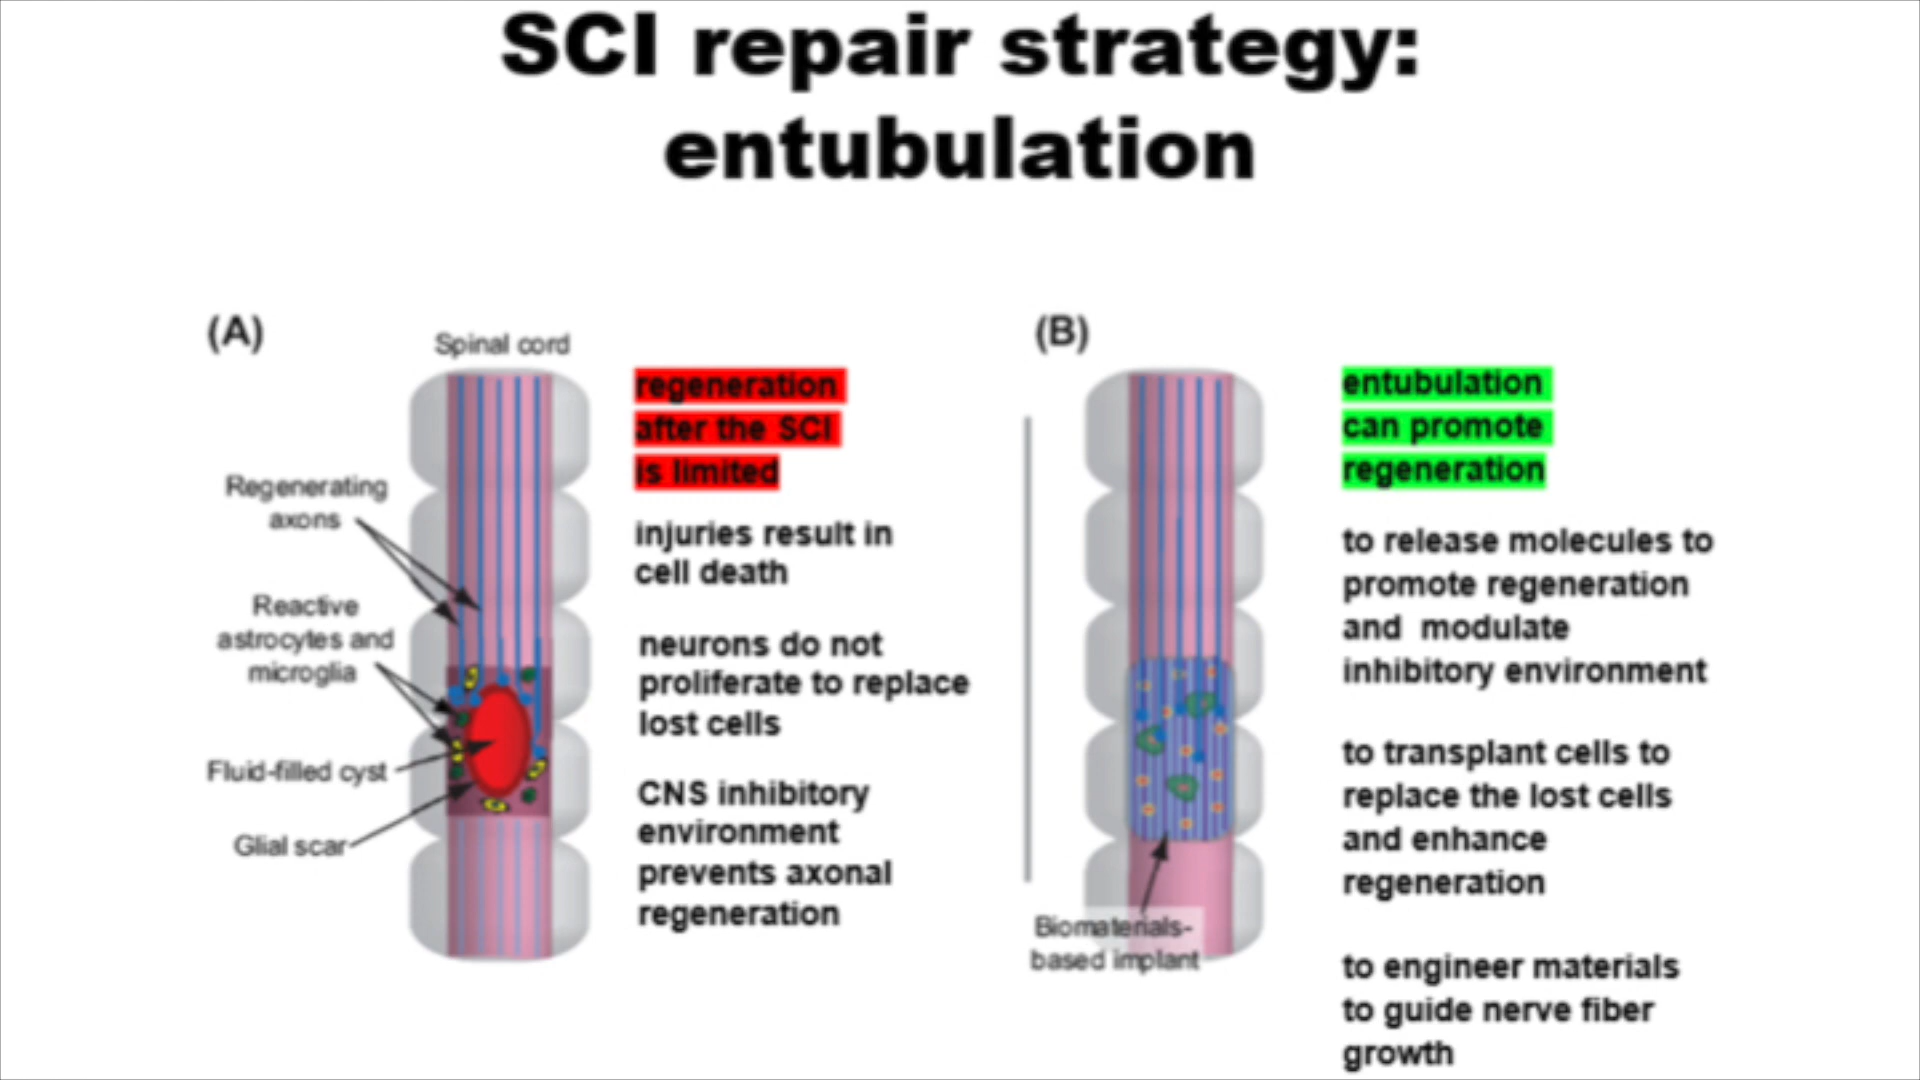 SCI repair strategy:
entubulation
(A)
Spinal cord
Regenerating
axons
Reactive
astrocytes and
microglia
Fluid-filled cyst
Glial scar
regeneration
after the SCI
is limited
injuries result in
cell death
neurons do not
proliferate to replace
lost cells
CNS inhibitory
environment
prevents axonal
regeneration
(B)
Biomaterials-
based implant
entubulation
can promote
regeneration
to release molecules to
promote regeneration
and modulate
inhibitory environment
to transplant cells to
replace the lost cells
and enhance
regeneration
to engineer materials
to guide nerve fiber
growth